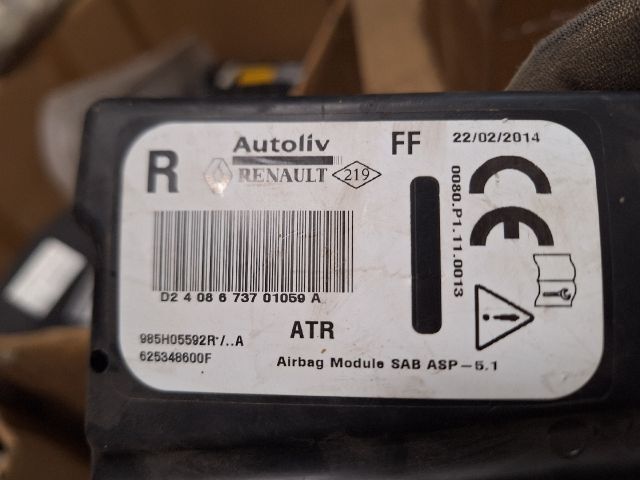 R
Autoliv
RENAULT
219
FF
22/02/2014
0080.P1.11.0013
CE
D2 4 08 6 737 01059 A
985H05592R-/..A
625348600F
ATR
Airbag Module SAB ASP-5.1